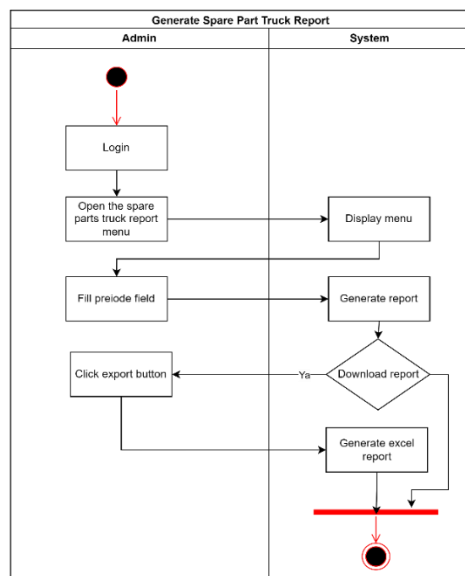 Generate Spare Part Truck Report
Admin
System
Login
Open the spare
parts truck report
menu
Display menu
Fill preiode field
Generate report
Click export button
Ya
Download report
Generate excel
report